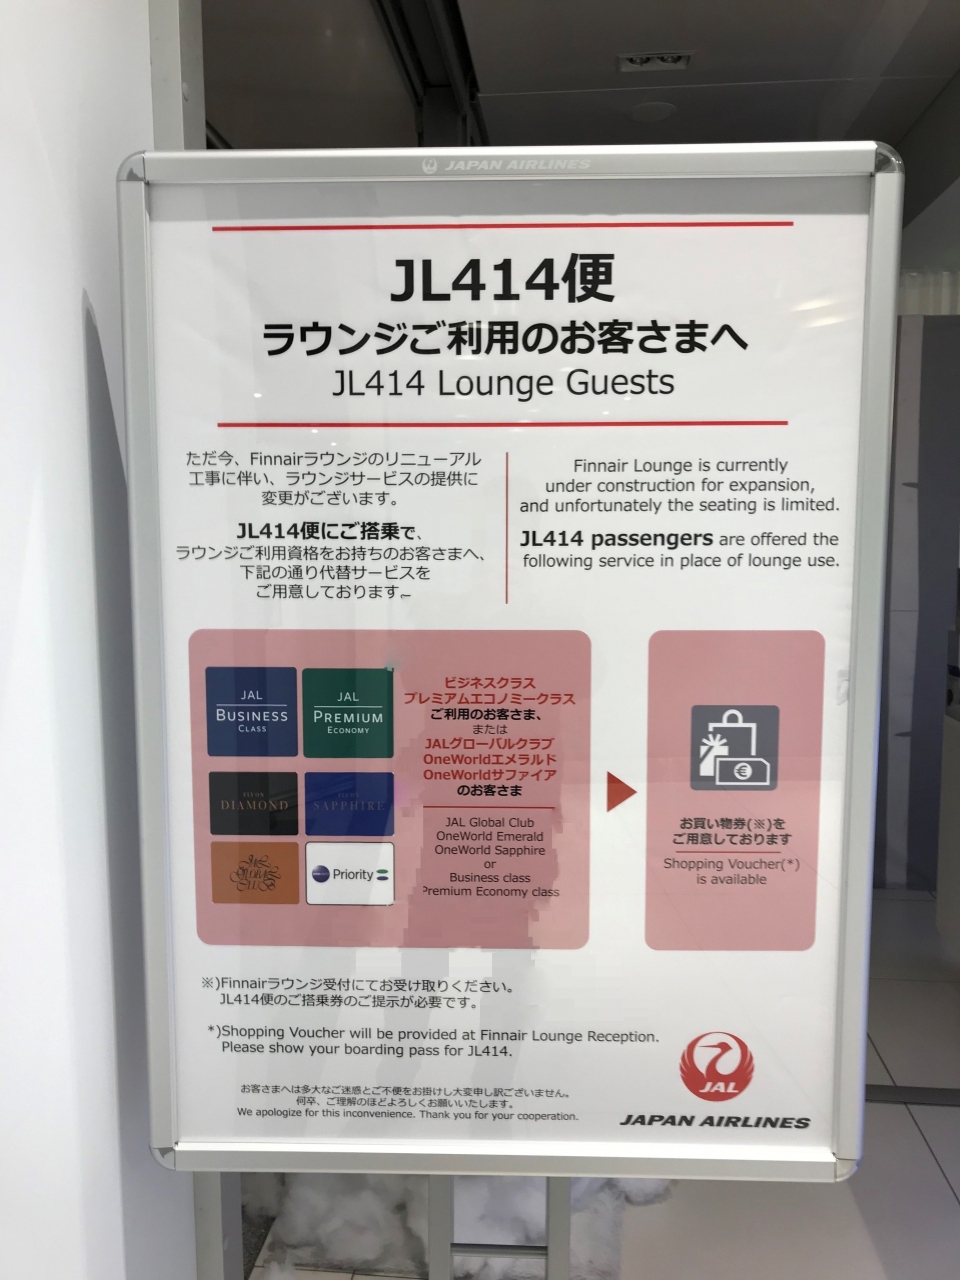 JAPAN AIRLINES
JL414便
ラウンジご利用のお客さまへ
JL414 Lounge Guests
ただ今、Finnairラウンジのリニューアル
工事に伴い、ラウンジサービスの提供に
変更がございます。
JL414便にご搭乗で、
ラウンジご利用資格をお持ちのお客さまへ、
下記の通り代替サービスを
ご用意しております。
Finnair Lounge is currently
under construction for expansion,
and unfortunately the seating is limited.
JL414 passengers are offered the
following service in place of lounge use.
JAL
BUSINESS
CLASS
JAL
PREMIUM
ECONOMY
FLY ON
DIAMOND
FLY ON
SAPPHIRE
JAL
GLOBAL
CLUB
Priority
ビジネスクラス
プレミアムエコノミークラス
ご利用のお客さま、
または
JALグローバルクラブ
OneWorldエメラルド
OneWorldサファイア
のお客さま
JAL Global Club
OneWorld Emerald
OneWorld Sapphire
or
Business class
Premium Economy class
€
お買い物券(※)を
ご用意しております
Shopping Voucher(*)
is available
※)Finnairラウンジ受付にてお受け取りください。
JL414便のご搭乗券のご提示が必要です。
*)Shopping Voucher will be provided at Finnair Lounge Reception.
Please show your boarding pass for JL414.
お客さまへは多大なご迷惑とご不便をお掛けし大変申し訳ございません。
何卒、ご理解のほどよろしくお願いいたします。
We apologize for this inconvenience. Thank you for your cooperation.
JAL
JAPAN AIRLINES